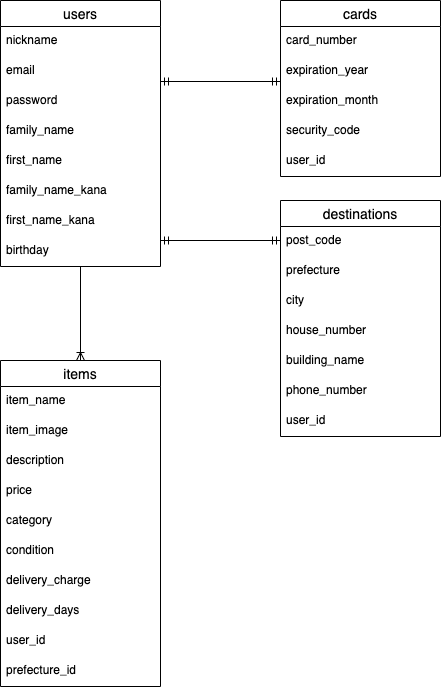 users
nickname
email
password
family_name
first_name
family_name_kana
first_name_kana
birthday
cards
card_number
expiration_year
expiration_month
security_code
user_id
destinations
post_code
prefecture
city
house_number
building_name
phone_number
user_id
items
item_name
item_image
description
price
category
condition
delivery_charge
delivery_days
user_id
prefecture_id